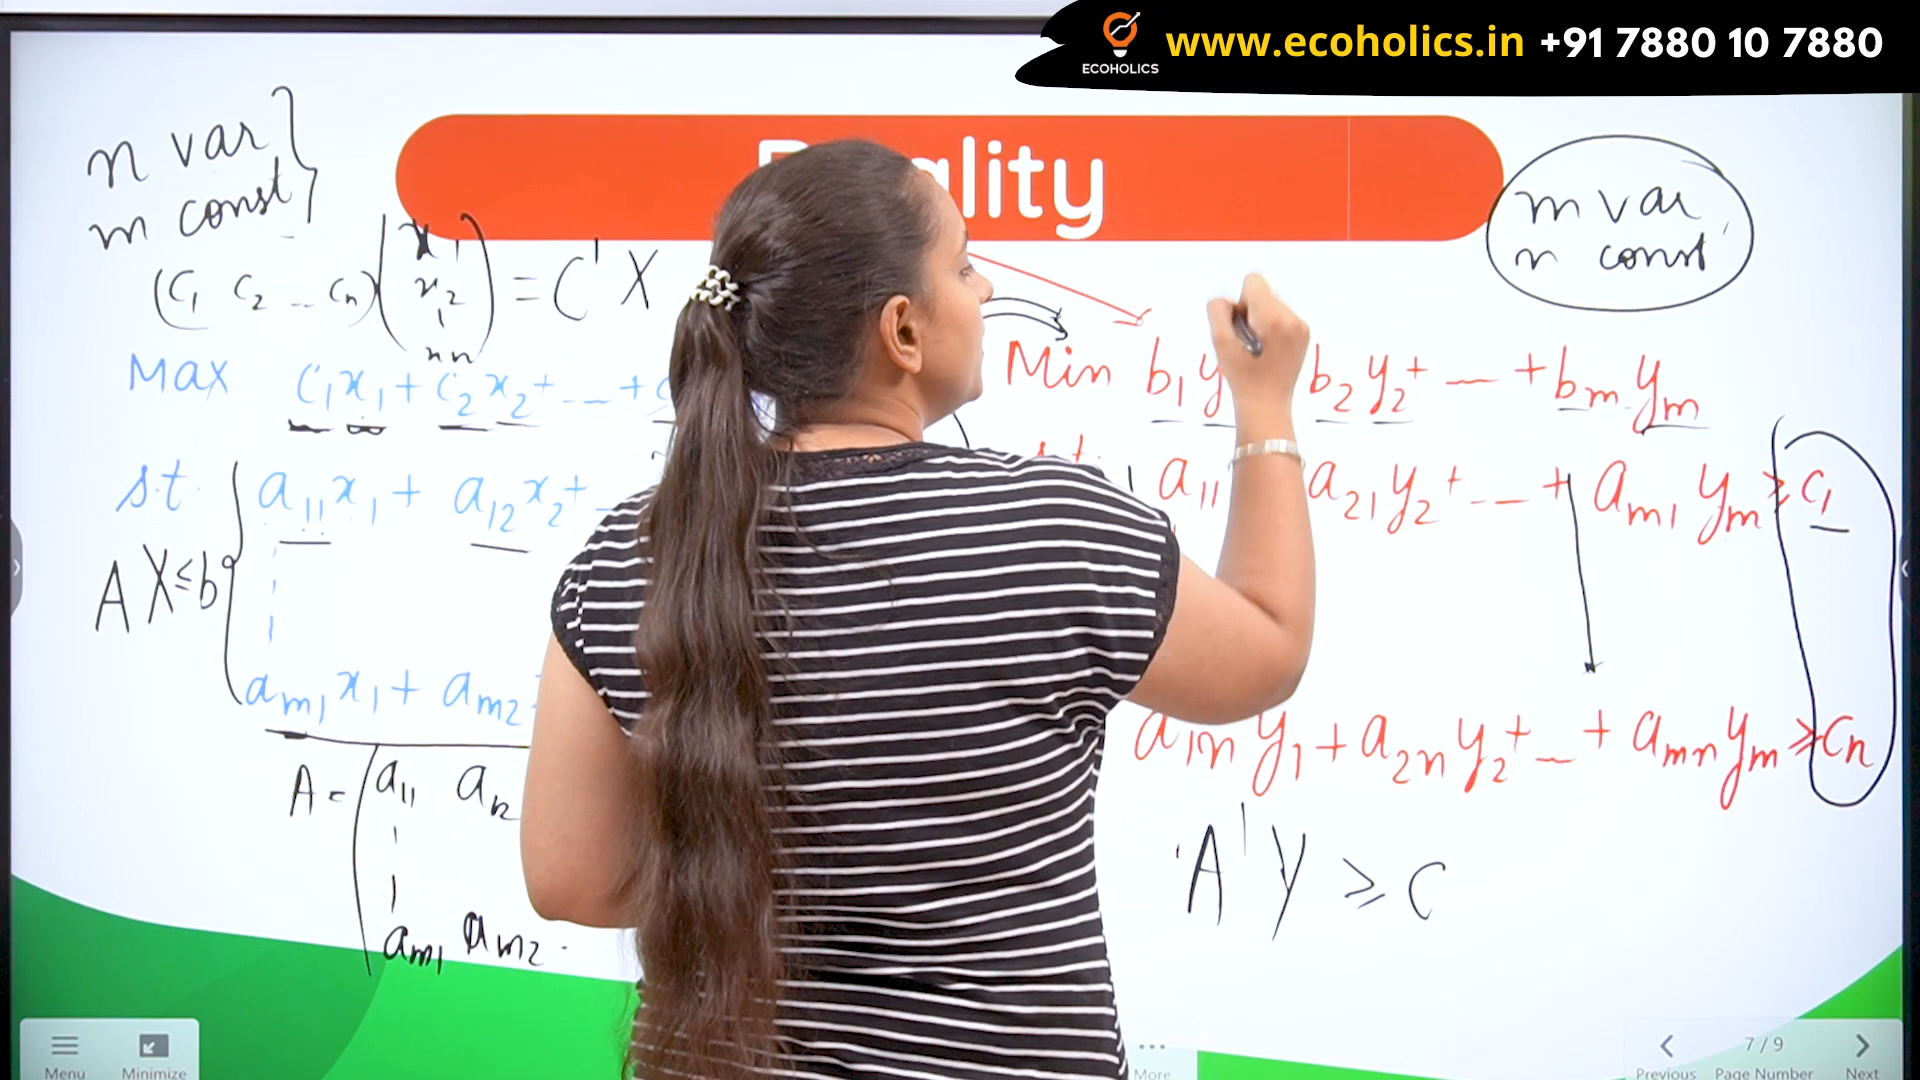 www.ecoholics.in +91 7880 10 7880
ECOHOLICS
lity
n var
m const
m var
n const
(C1 C2 ... Cn) (x1 x2 ¦ xn) = C'X
Max C1x1 + C2x2 + ... +
Min b1y b2y2 + ... + bmym
s.t. a11x1 + a12x2 +
a11 a21y2 + ... + am1ym ≥ C1
AX ≤ b
am1x1 + am2
a1ny1 + a2ny2 + ... + amnym ≥ Cn
A = (a11 a12
am1 am2
A'Y ≥ C
Menu
Minimize
More
Previous
7 / 9
Page Number
Next